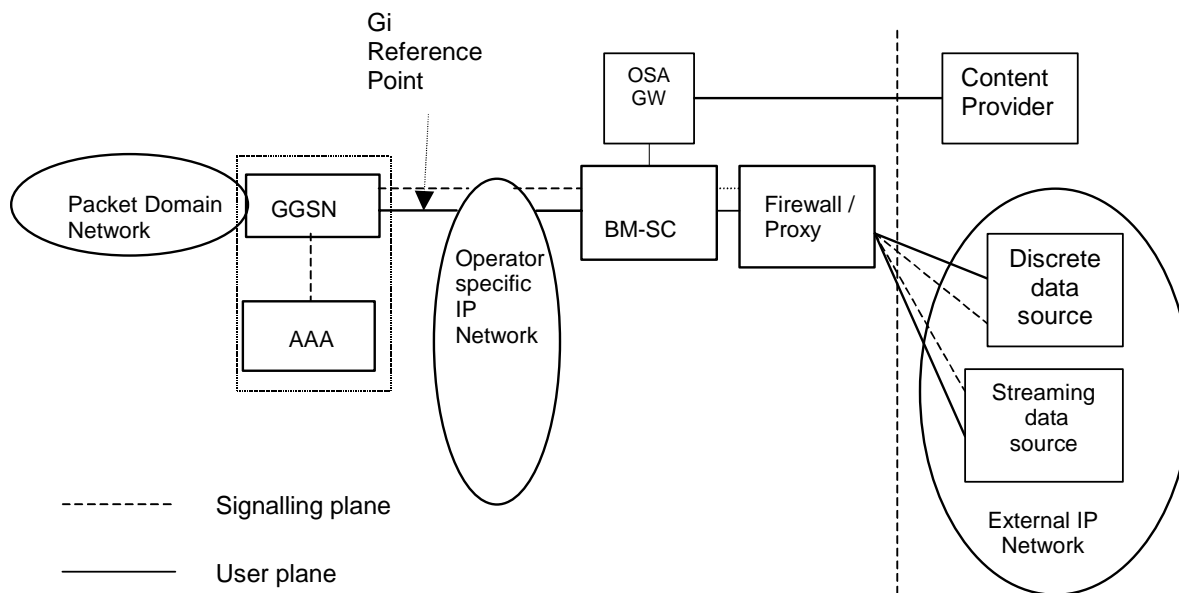 Gi
Reference
Point
OSA
GW
Content
Provider
Packet Domain
Network
GGSN
BM-SC
Firewall /
Proxy
Operator
specific
IP
Network
AAA
Discrete
data
source
Streaming
data
source
External IP
Network
Signalling plane
User plane